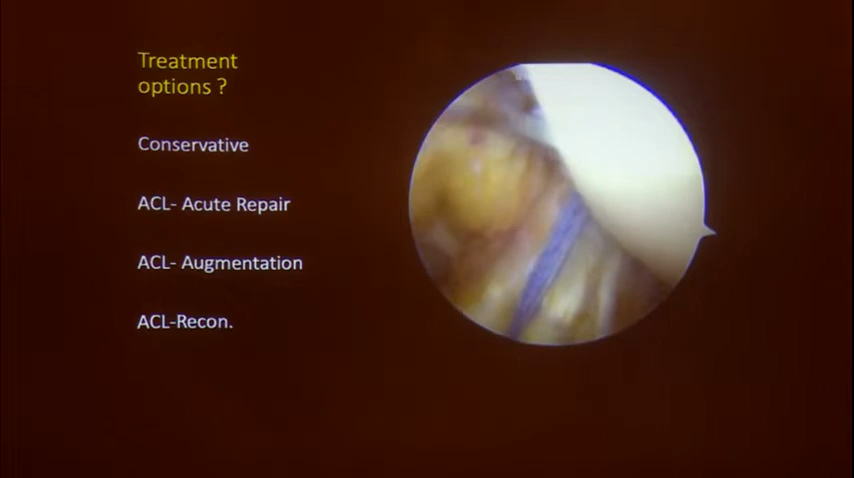 Treatment
options ?
Conservative
ACL- Acute Repair
ACL- Augmentation
ACL-Recon.